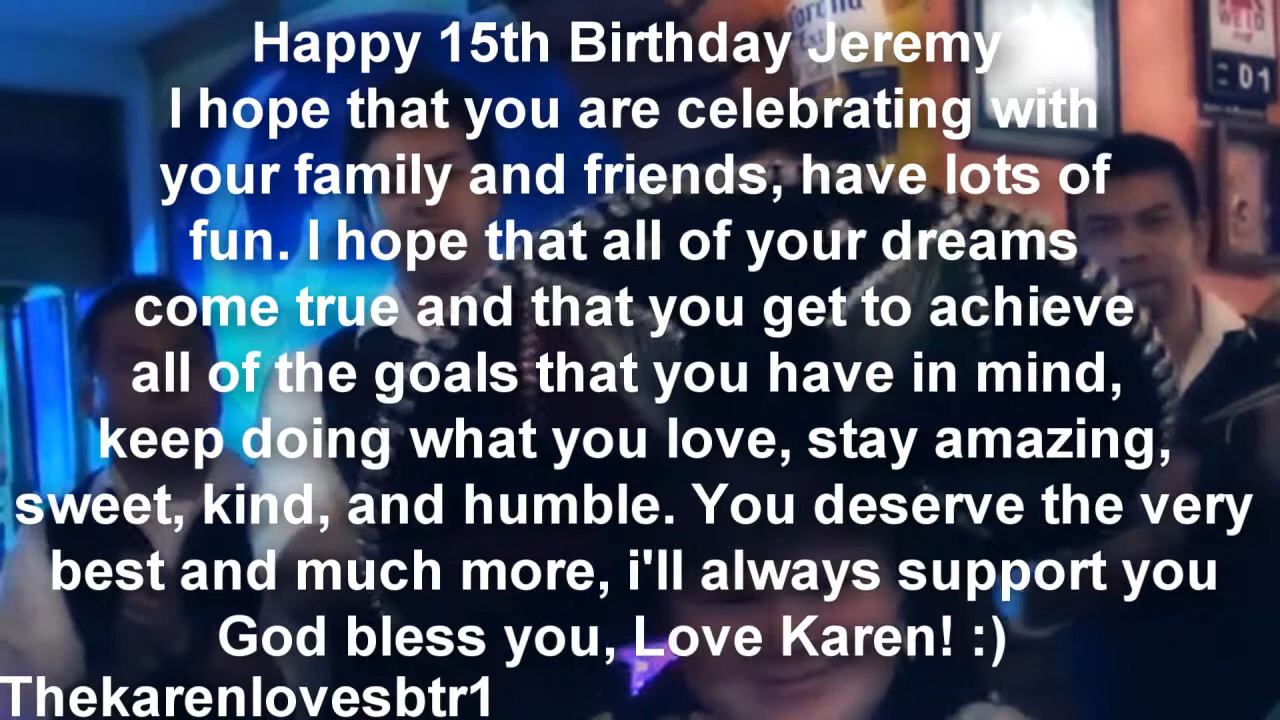 Happy 15th Birthday Jeremy
I hope that you are celebrating with
your family and friends, have lots of
fun. I hope that all of your dreams
come true and that you get to achieve
all of the goals that you have in mind,
keep doing what you love, stay amazing,
sweet, kind, and humble. You deserve the very
best and much more, i'll always support you
God bless you, Love Karen! :)
Thekarenlovesbtr1